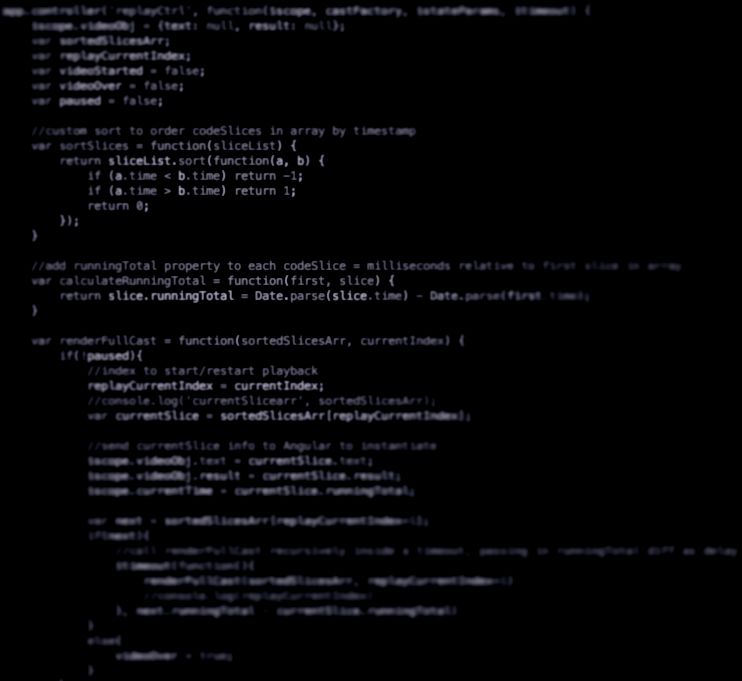 app.controller('replayCtrl', function($scope, castFactory, $stateParams, $timeout) {
$scope.videoObj = {text: null, result: null};
var sortedSlicesArr;
var replayCurrentIndex;
var videoStarted = false;
var videoOver = false;
var paused = false;
//custom sort to order codeSlices in array by timestamp
var sortSlices = function(sliceList) {
return sliceList.sort(function(a, b) {
if (a.time < b.time) return -1;
if (a.time > b.time) return 1;
return 0;
});
}
//add runningTotal property to each codeSlice = milliseconds relative to first slice in array
var calculateRunningTotal = function(first, slice) {
return slice.runningTotal = Date.parse(slice.time) - Date.parse(first.time);
}
var renderFullCast = function(sortedSlicesArr, currentIndex) {
if(!paused){
//index to start/restart playback
replayCurrentIndex = currentIndex;
//console.log('currentSlicearr', sortedSlicesArr);
var currentSlice = sortedSlicesArr[replayCurrentIndex];
//send currentSlice info to Angular to instantiate
$scope.videoObj.text = currentSlice.text;
$scope.videoObj.result = currentSlice.result;
$scope.currentTime = currentSlice.runningTotal;
var next = sortedSlicesArr[replayCurrentIndex+1];
if(next){
//call renderFullCast recursively inside a timeout, passing in runningTotal diff as delay
$timeout(function(){
renderFullCast(sortedSlicesArr, replayCurrentIndex+1)
//console.log(replayCurrentIndex)
}, next.runningTotal - currentSlice.runningTotal)
}
else{
videoOver = true;
}